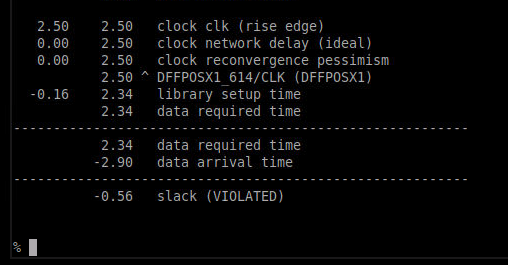 2.50 2.50 clock clk (rise edge)
0.00 2.50 clock network delay (ideal)
0.00 2.50 clock reconvergence pessimism
2.50 ^ DFFPOSX1_614/CLK (DFFPOSX1)
-0.16 2.34 library setup time
2.34 data required time
---------------------------------------------------------
2.34 data required time
-2.90 data arrival time
---------------------------------------------------------
-0.56 slack (VIOLATED)
%